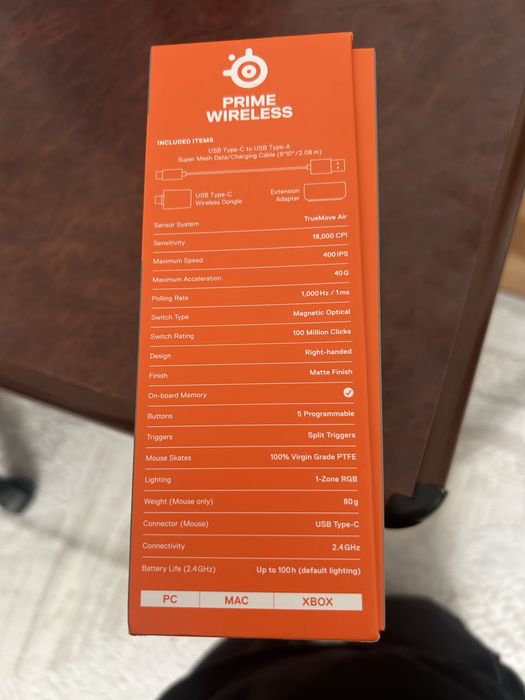 PRIME
WIRELESS
INCLUDED ITEMS
USB Type-C to USB Type-A
Super Mesh Data/Charging Cable (6'10"/2.08 m)
USB Type-C
Wireless Dongle
Extension
Adapter
Sensor System TrueMove Air
Sensitivity 18,000 CPI
Maximum Speed 400 IPS
Maximum Acceleration 40 G
Polling Rate 1,000 Hz / 1 ms
Switch Type Magnetic Optical
Switch Rating 100 Million Clicks
Design Right-handed
Finish Matte Finish
On-board Memory
Buttons 5 Programmable
Triggers Split Triggers
Mouse Skates 100% Virgin Grade PTFE
Lighting 1-Zone RGB
Weight (Mouse only) 80 g
Connector (Mouse) USB Type-C
Connectivity 2.4 GHz
Battery Life (2.4 GHz) Up to 100 h (default lighting)
PC MAC XBOX